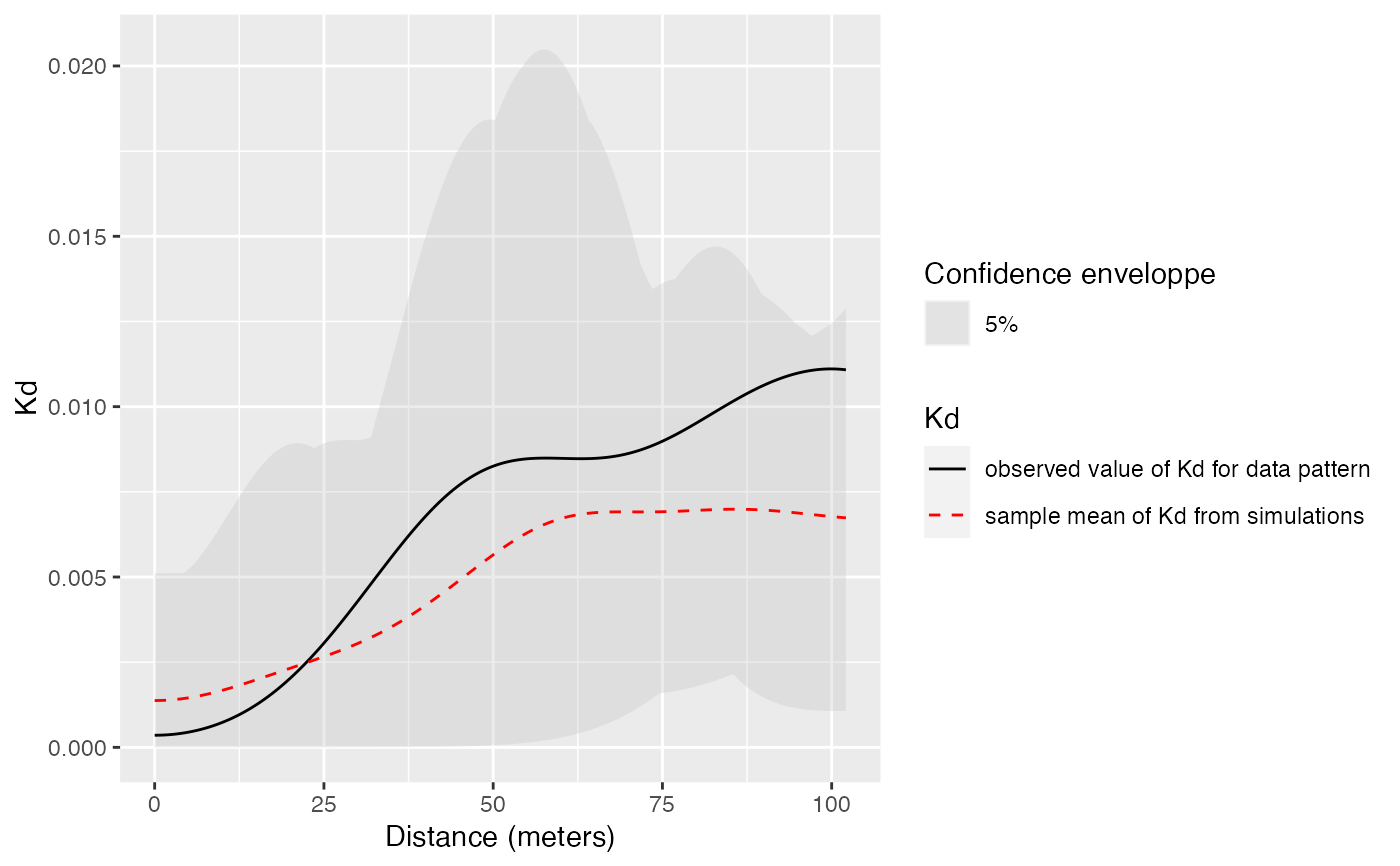 0.020
0.015
0.010
0.005
0.000
Kd
0
25
50
75
100
Distance (meters)
Confidence enveloppe
5%
Kd
observed value of Kd for data pattern
sample mean of Kd from simulations